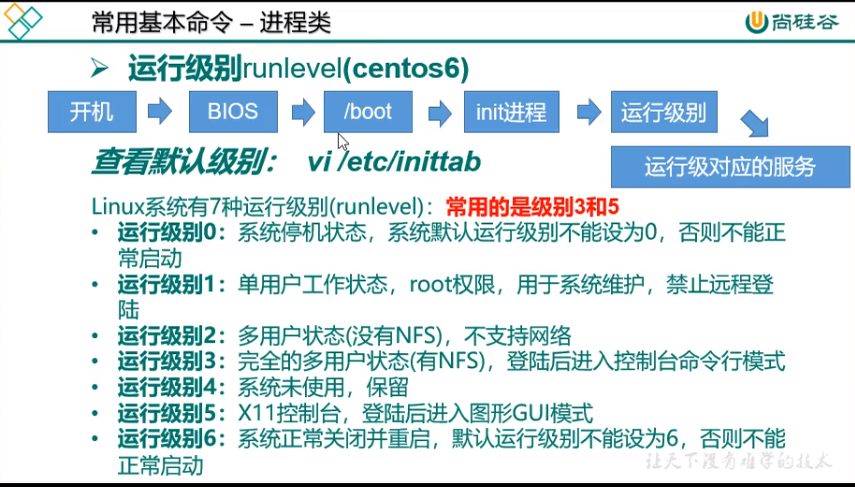 常用基本命令 – 进程类
尚硅谷
运行级别runlevel(centos6)
开机
BIOS
/boot
init进程
运行级别
查看默认级别： vi /etc/inittab
运行级对应的服务
Linux系统有7种运行级别(runlevel)：常用的是级别3和5
• 运行级别0：系统停机状态，系统默认运行级别不能设为0，否则不能正
常启动
• 运行级别1：单用户工作状态，root权限，用于系统维护，禁止远程登
陆
• 运行级别2：多用户状态(没有NFS)，不支持网络
• 运行级别3：完全的多用户状态(有NFS)，登陆后进入控制台命令行模式
• 运行级别4：系统未使用，保留
• 运行级别5：X11控制台，登陆后进入图形GUI模式
• 运行级别6：系统正常关闭并重启，默认运行级别不能设为6，否则不能
正常启动
让天下没有难学的技术